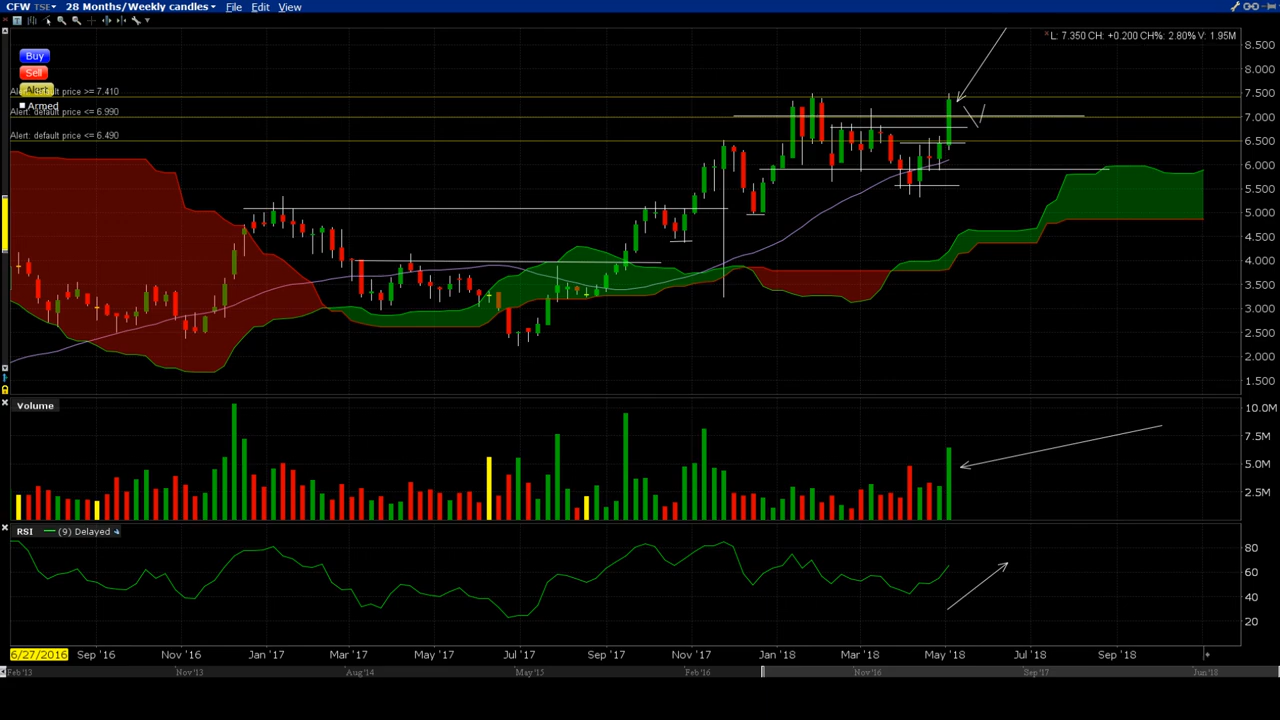 CFW TSE 28 Months/Weekly candles File Edit View
L: 7.350 CH: +0.200 CH%: 2.80% V: 1.95M
Buy
Sell
Alert
Alert: default price >= 7.410
Armed
Alert: default price <= 6.990
Alert: default price <= 6.490
8.500
8.000
7.500
7.000
6.500
6.000
5.500
5.000
4.500
4.000
3.500
3.000
2.500
2.000
1.500
Volume
10.0M
7.5M
5.0M
2.5M
RSI (9) Delayed
80
60
40
20
6/27/2016 Sep '16 Nov '16 Jan '17 Mar '17 May '17 Jul '17 Sep '17 Nov '17 Jan '18 Mar '18 May '18 Jul '18 Sep '18
Feb '13 Nov'13 Aug'14 May'15 Feb '16 Nov'16 Sep'17 Jun'18